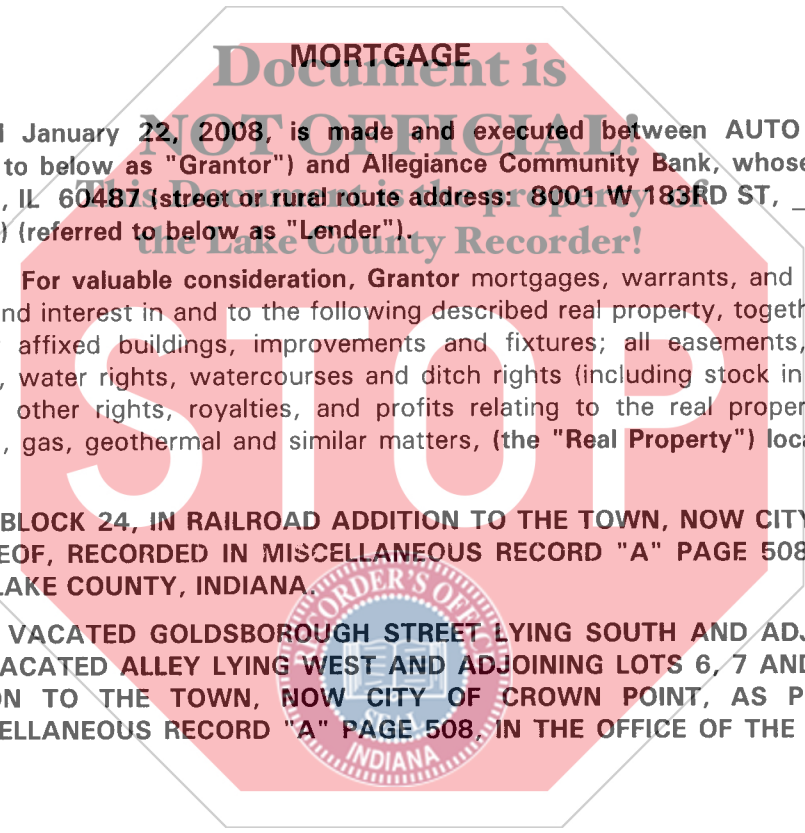 MORTGAGE
Document is
January 22, 2008, is made and executed between AUTO
NOT OFFICIAL!
to below as "Grantor") and Allegiance Community Bank, whose
, IL 60487 (street or rural route address: 8001 W 183RD ST, _
This Document is the property of
) (referred to below as "Lender").
the Lake County Recorder!
For valuable consideration, Grantor mortgages, warrants, and
nd interest in and to the following described real property, togeth
affixed buildings, improvements and fixtures; all easements,
, water rights, watercourses and ditch rights (including stock in
other rights, royalties, and profits relating to the real proper
, gas, geothermal and similar matters, (the "Real Property") loca
STOP
BLOCK 24, IN RAILROAD ADDITION TO THE TOWN, NOW CITY
EOF, RECORDED IN MISCELLANEOUS RECORD "A" PAGE 508
LAKE COUNTY, INDIANA.
RECORDER'S OFFICE
VACATED GOLDSBOROUGH STREET LYING SOUTH AND ADJ
ACATED ALLEY LYING WEST AND ADJOINING LOTS 6, 7 AND
ON TO THE TOWN, NOW CITY OF CROWN POINT, AS P
ELLANEOUS RECORD "A" PAGE 508, IN THE OFFICE OF THE
SEAL
INDIANA